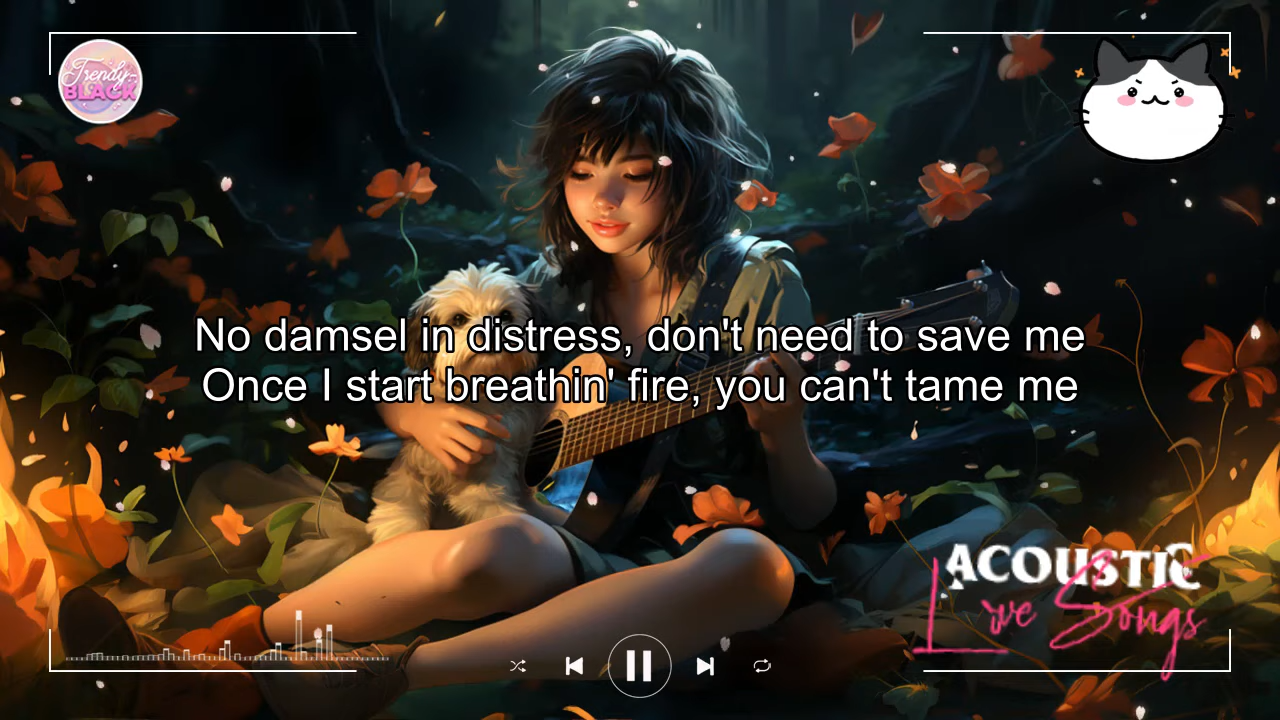 Trendy
BLACK
No damsel in distress, don't need to save me
Once I start breathin' fire, you can't tame me
ACOUSTIC
Love Songs